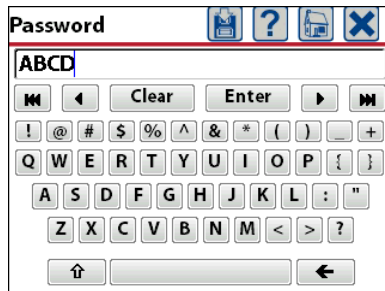 Password ?
ABCD
Clear Enter
! @ # $ % ^ & * ( ) _ +
Q W E R T Y U I O P { }
A S D F G H J K L : "
Z X C V B N M < > ?